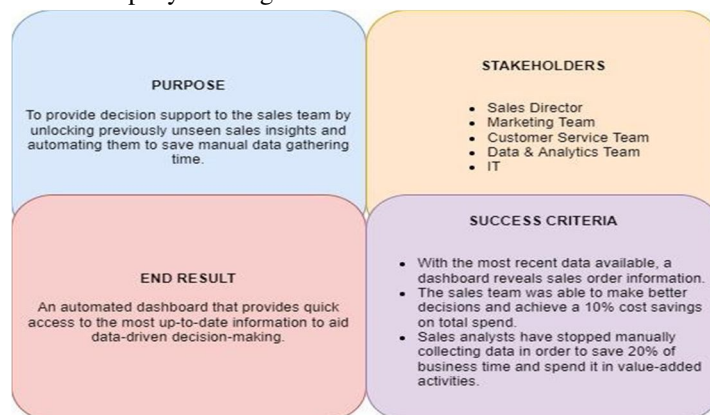 PURPOSE
To provide decision support to the sales team by
unlocking previously unseen sales insights and
automating them to save manual data gathering
time.
STAKEHOLDERS
• Sales Director
• Marketing Team
• Customer Service Team
• Data & Analytics Team
• IT
END RESULT
An automated dashboard that provides quick
access to the most up-to-date information to aid
data-driven decision-making.
SUCCESS CRITERIA
• With the most recent data available, a
dashboard reveals sales order information.
• The sales team was able to make better
decisions and achieve a 10% cost savings
on total spend.
• Sales analysts have stopped manually
collecting data in order to save 20% of
business time and spend it in value-added
activities.